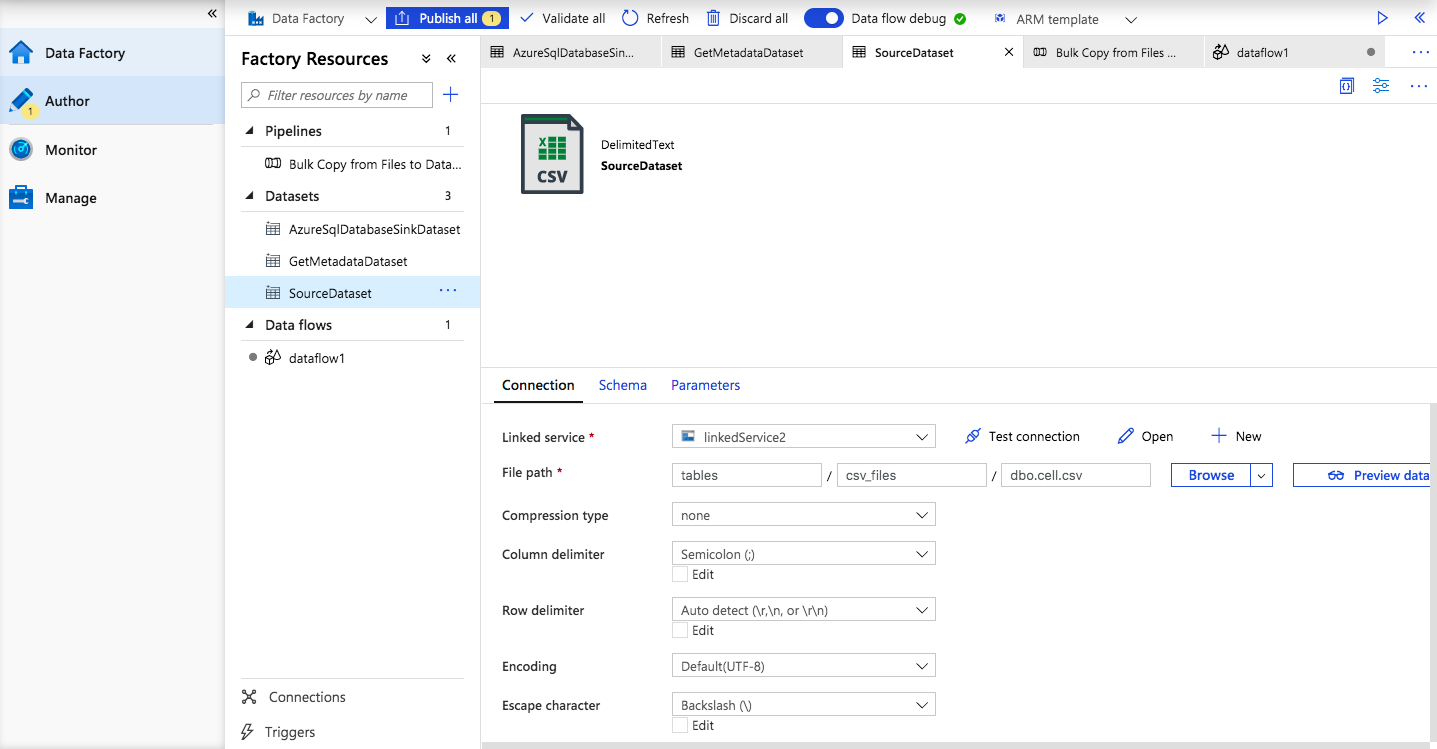 «
Data Factory
Author
1
Monitor
Manage
Data Factory
Publish all 1
Validate all
Refresh
Discard all
Data flow debug
ARM template
«
Factory Resources
«
Filter resources by name
Pipelines 1
Bulk Copy from Files to Data...
Datasets 3
AzureSqlDatabaseSinkDataset
GetMetadataDataset
SourceDataset ...
Data flows 1
dataflow1
Connections
Triggers
AzureSqlDatabaseSin...
GetMetadataDataset
SourceDataset
Bulk Copy from Files ...
dataflow1
...
...
CSV
DelimitedText
SourceDataset
Connection Schema Parameters
Linked service * linkedService2 Test connection Open New
File path * tables / csv_files / dbo.cell.csv Browse Preview data
Compression type none
Column delimiter Semicolon (;)
Edit
Row delimiter Auto detect (\r,\n, or \r\n)
Edit
Encoding Default(UTF-8)
Escape character Backslash (\)
Edit